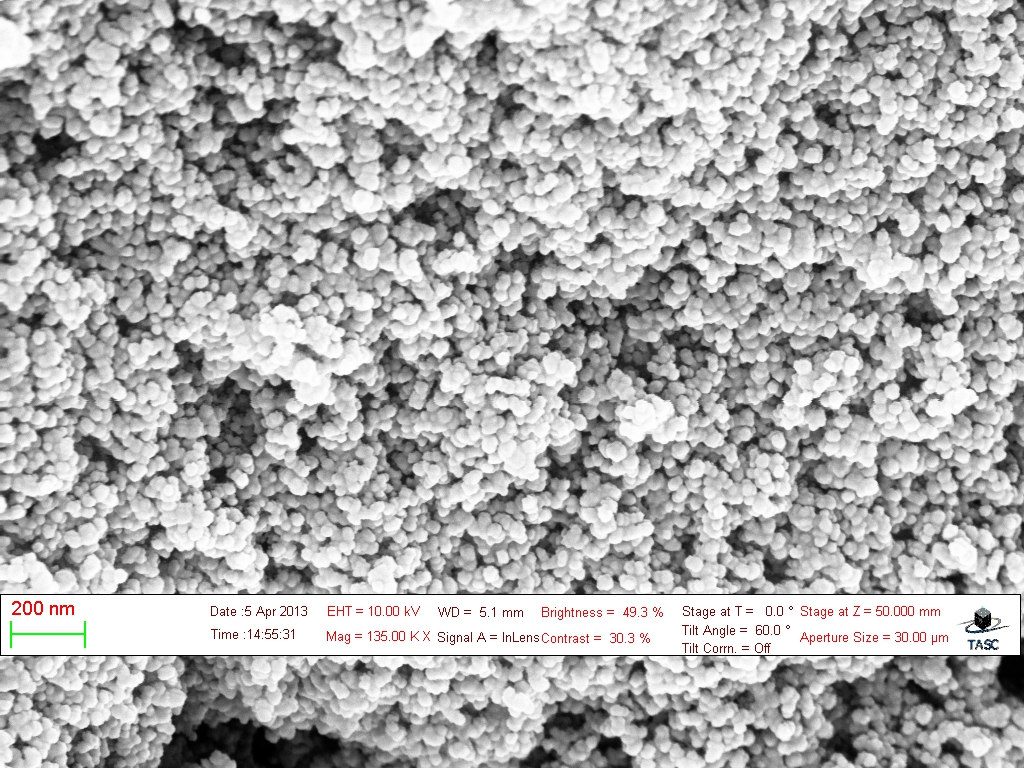 200 nm
Date :5 Apr 2013 EHT = 10.00 kV WD = 5.1 mm Brightness = 49.3 % Stage at T = 0.0 ° Stage at Z = 50.000 mm
Time :14:55:31 Mag = 135.00 K X Signal A = InLens Contrast = 30.3 % Tilt Angle = 60.0 ° Aperture Size = 30.00 µm
Tilt Corrn. = Off
TASC